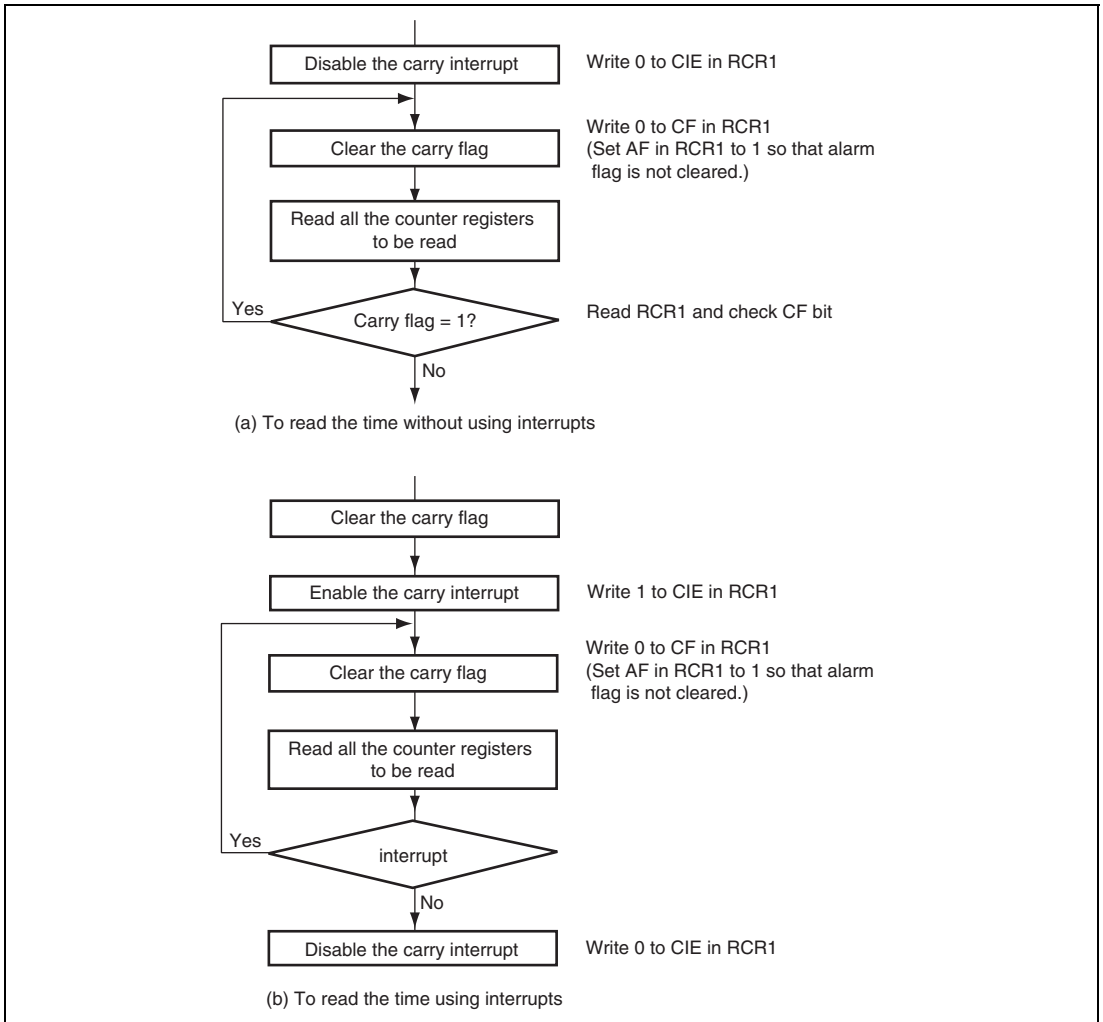 Disable the carry interrupt
Write 0 to CIE in RCR1
Clear the carry flag
Write 0 to CF in RCR1
(Set AF in RCR1 to 1 so that alarm
flag is not cleared.)
Read all the counter registers
to be read
Yes
Carry flag = 1?
Read RCR1 and check CF bit
No
(a) To read the time without using interrupts
Clear the carry flag
Enable the carry interrupt
Write 1 to CIE in RCR1
Clear the carry flag
Write 0 to CF in RCR1
(Set AF in RCR1 to 1 so that alarm
flag is not cleared.)
Read all the counter registers
to be read
Yes
interrupt
No
Disable the carry interrupt
Write 0 to CIE in RCR1
(b) To read the time using interrupts